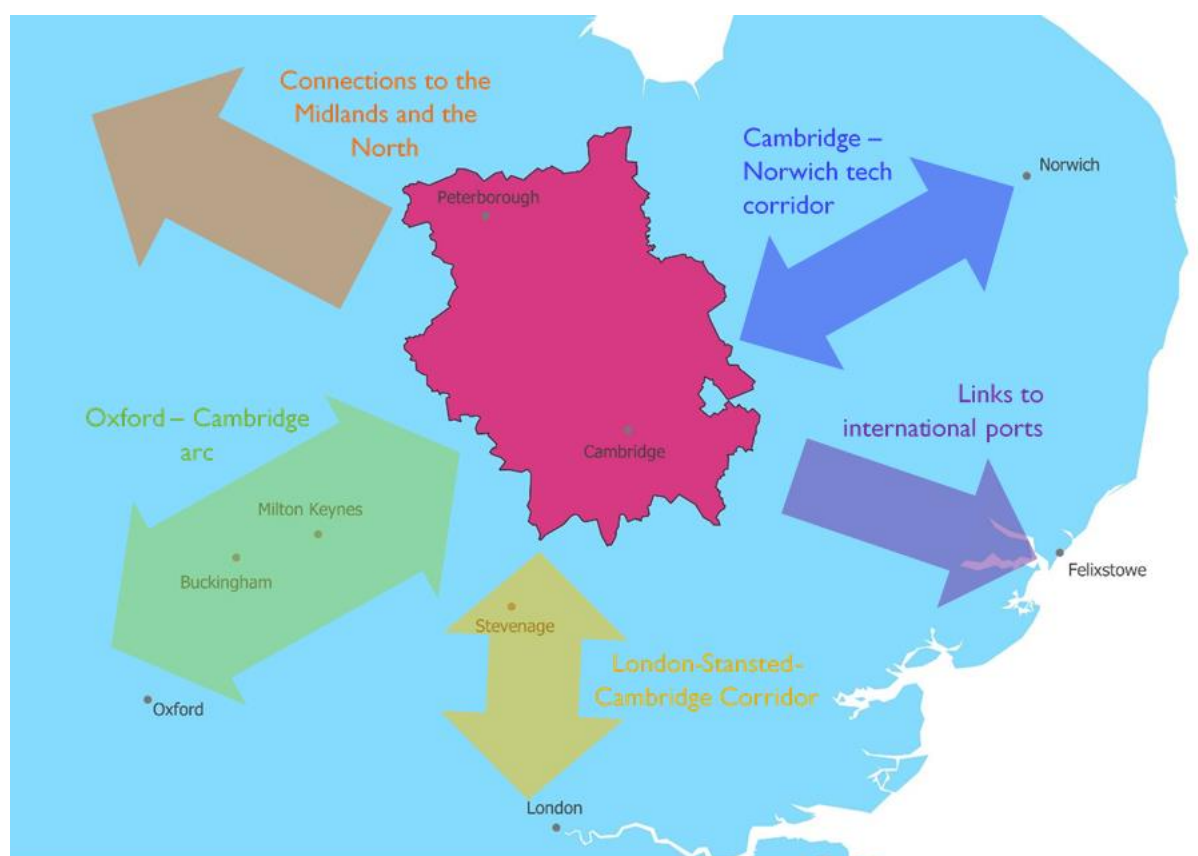 Connections to the
Midlands and the
North
Cambridge –
Norwich tech
corridor
Norwich
Peterborough
Links to
international ports
Oxford – Cambridge
arc
Cambridge
Milton Keynes
Buckingham
Felixstowe
Stevenage
London-Stansted-
Cambridge Corridor
Oxford
London